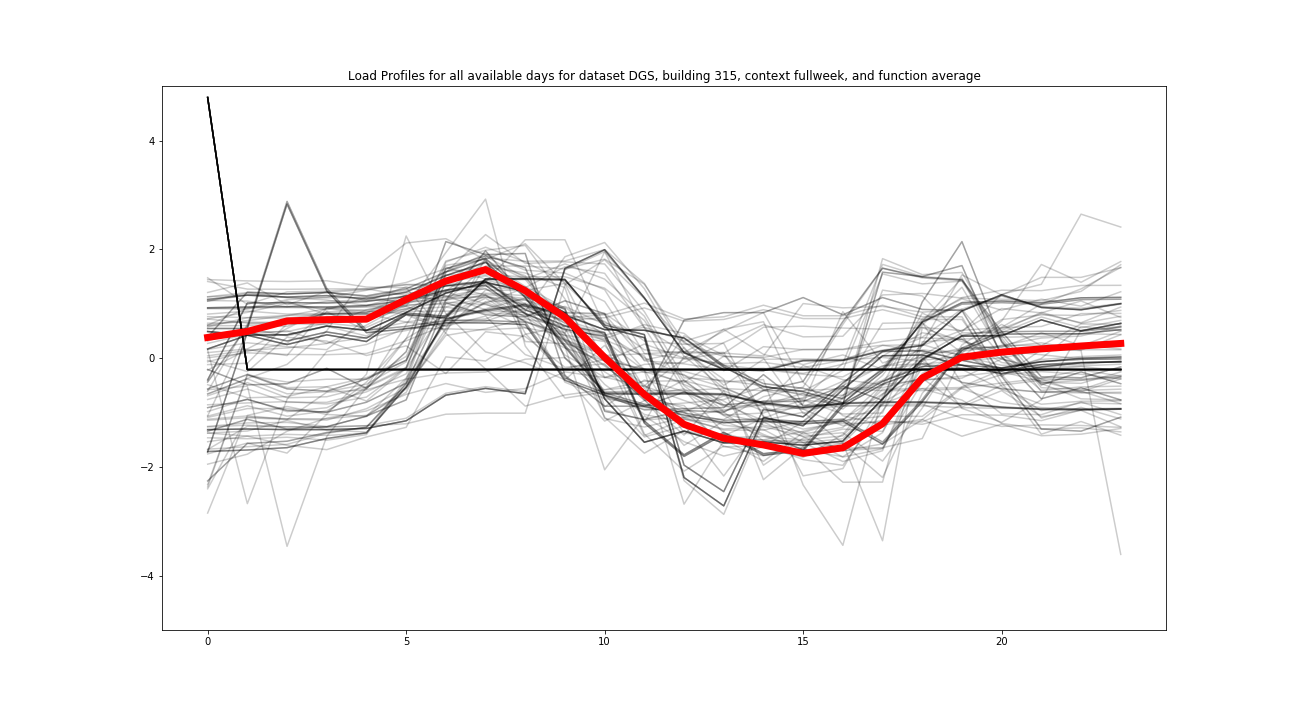 Load Profiles for all available days for dataset DGS, building 315, context fullweek, and function average
4
2
0
−2
−4
0 5 10 15 20